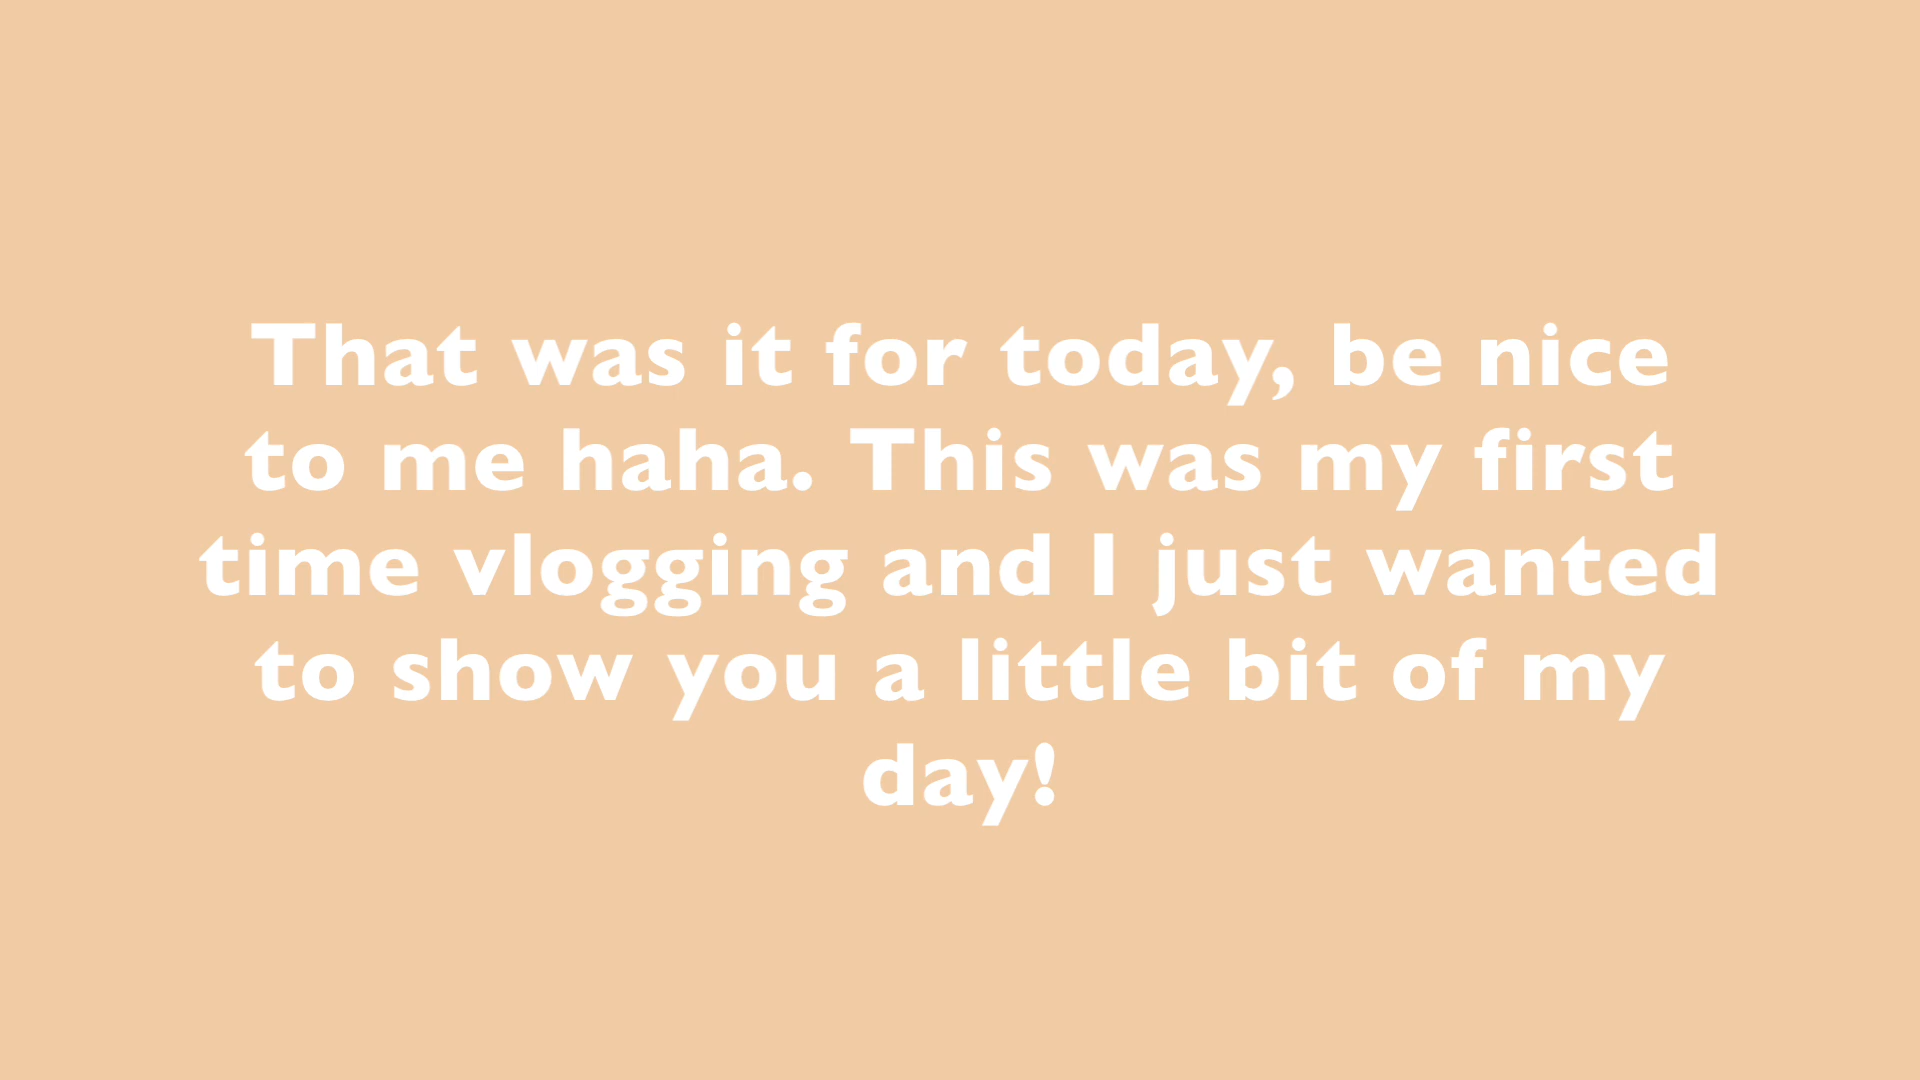 That was it for today, be nice
to me haha. This was my first
time vlogging and I just wanted
to show you a little bit of my
day!